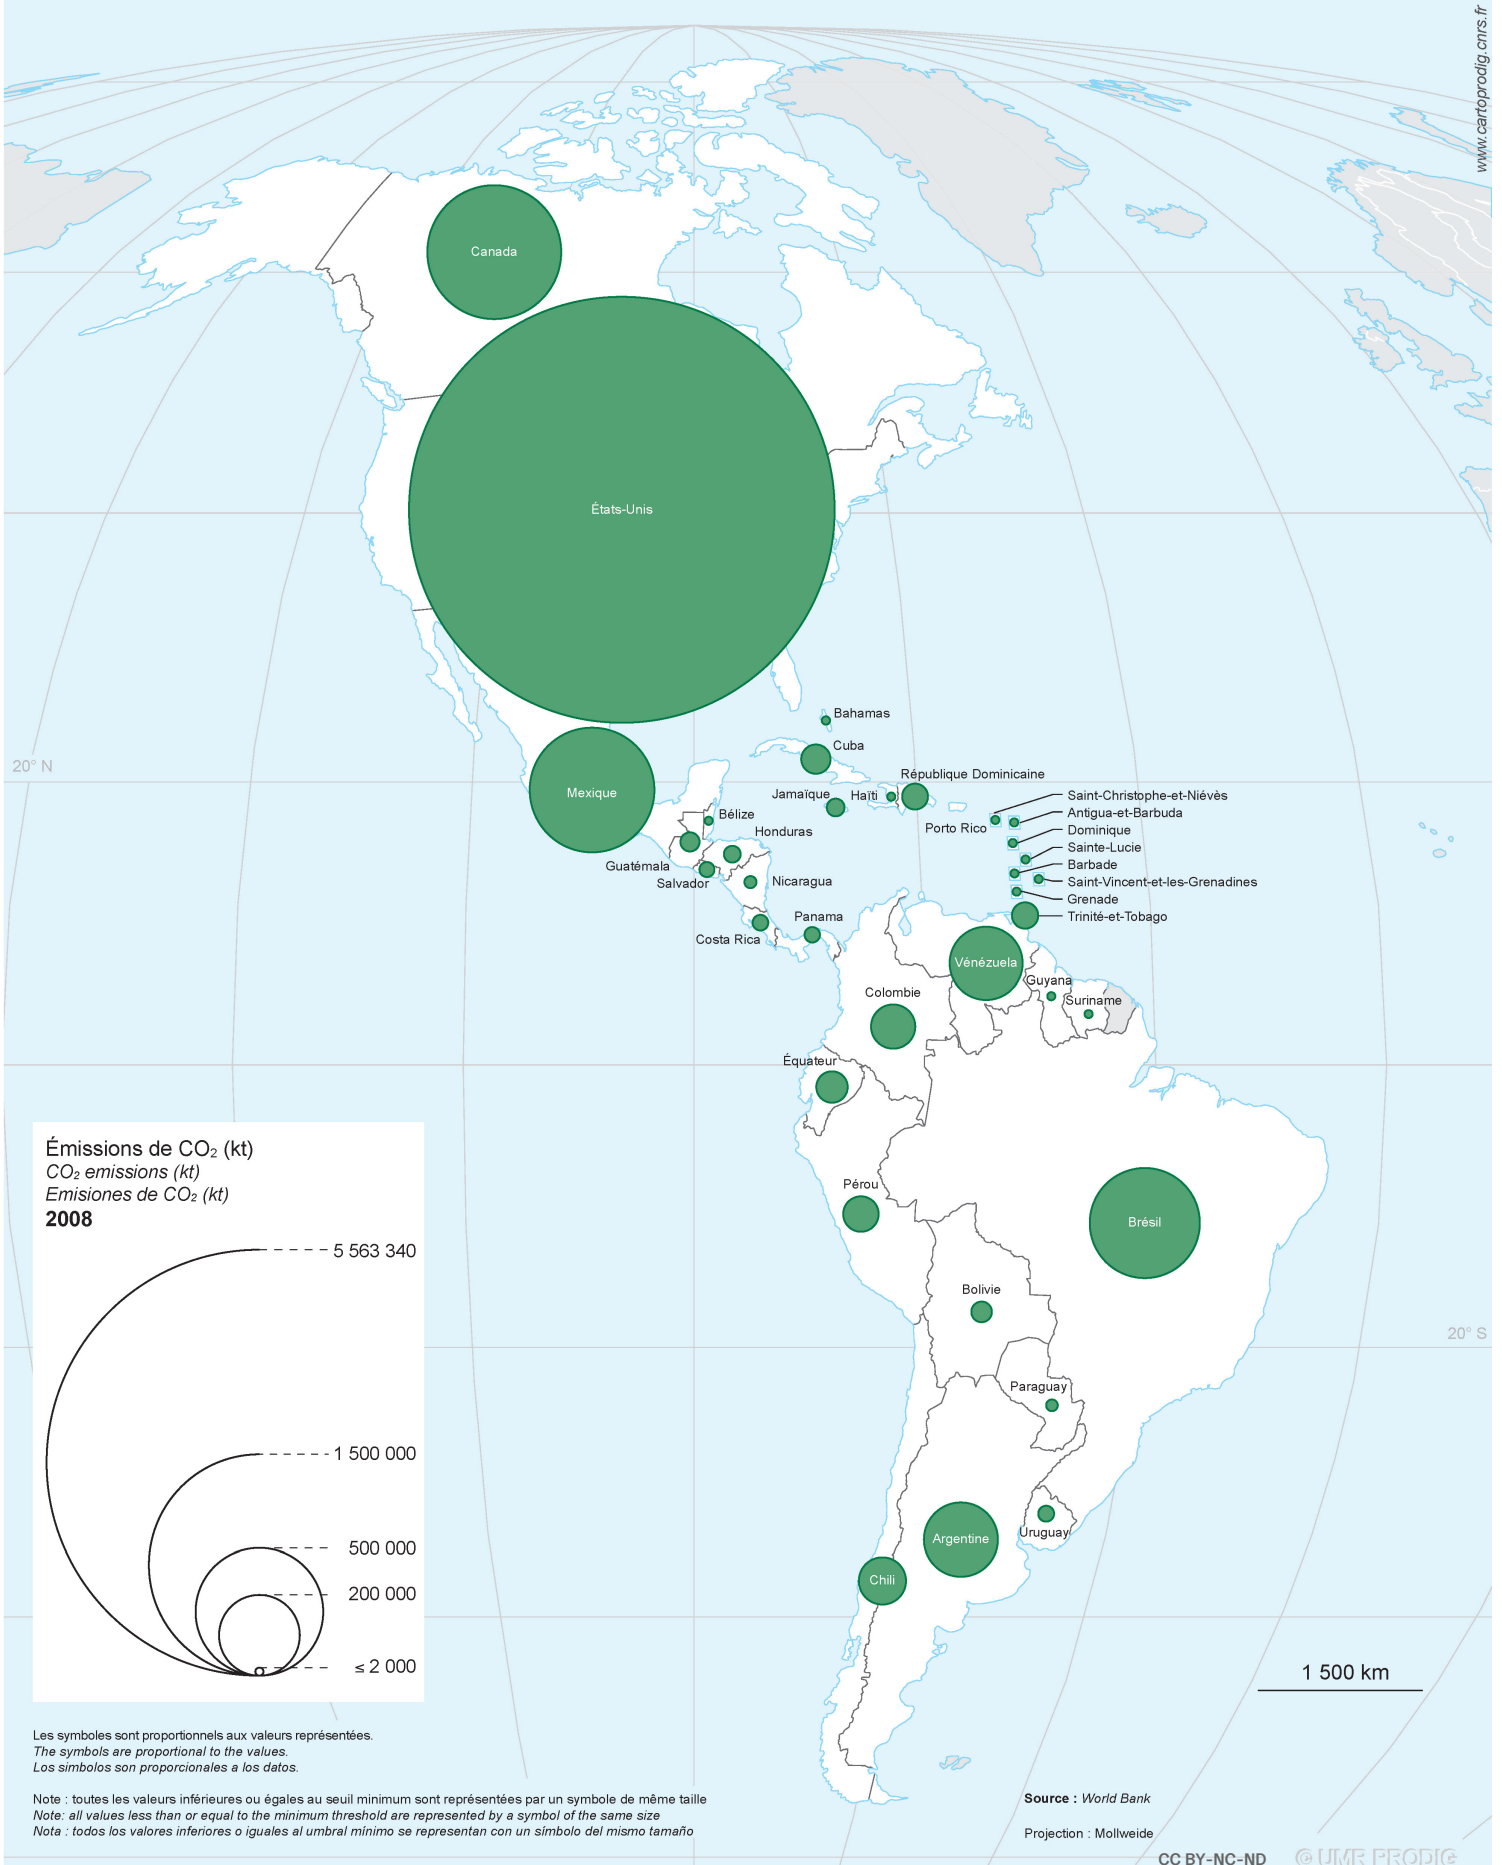 www.cartoprodig.cnrs.fr
Canada
États-Unis
Bahamas
Cuba
20° N
République Dominicaine
Mexique
Jamaïque
Haïti
Saint-Christophe-et-Niévès
Antigua-et-Barbuda
Bélize
Porto Rico
Dominique
Honduras
Sainte-Lucie
Guatémala
Barbade
Salvador
Nicaragua
Saint-Vincent-et-les-Grenadines
Grenade
Panama
Trinité-et-Tobago
Costa Rica
Vénézuela
Guyana
Colombie
Suriname
Équateur
Pérou
Brésil
Bolivie
20° S
Paraguay
Uruguay
Argentine
Chili
Émissions de CO₂ (kt)
CO₂ emissions (kt)
Emisiones de CO₂ (kt)
2008
5 563 340
1 500 000
500 000
200 000
≤ 2 000
1 500 km
Les symboles sont proportionnels aux valeurs représentées.
The symbols are proportional to the values.
Los simbolos son proporcionales a los datos.
Note : toutes les valeurs inférieures ou égales au seuil minimum sont représentées par un symbole de même taille
Note: all values less than or equal to the minimum threshold are represented by a symbol of the same size
Nota : todos los valores inferiores o iguales al umbral mínimo se representan con un símbolo del mismo tamaño
Source : World Bank
Projection : Mollweide
CC BY-NC-ND
© UMR PRODIG